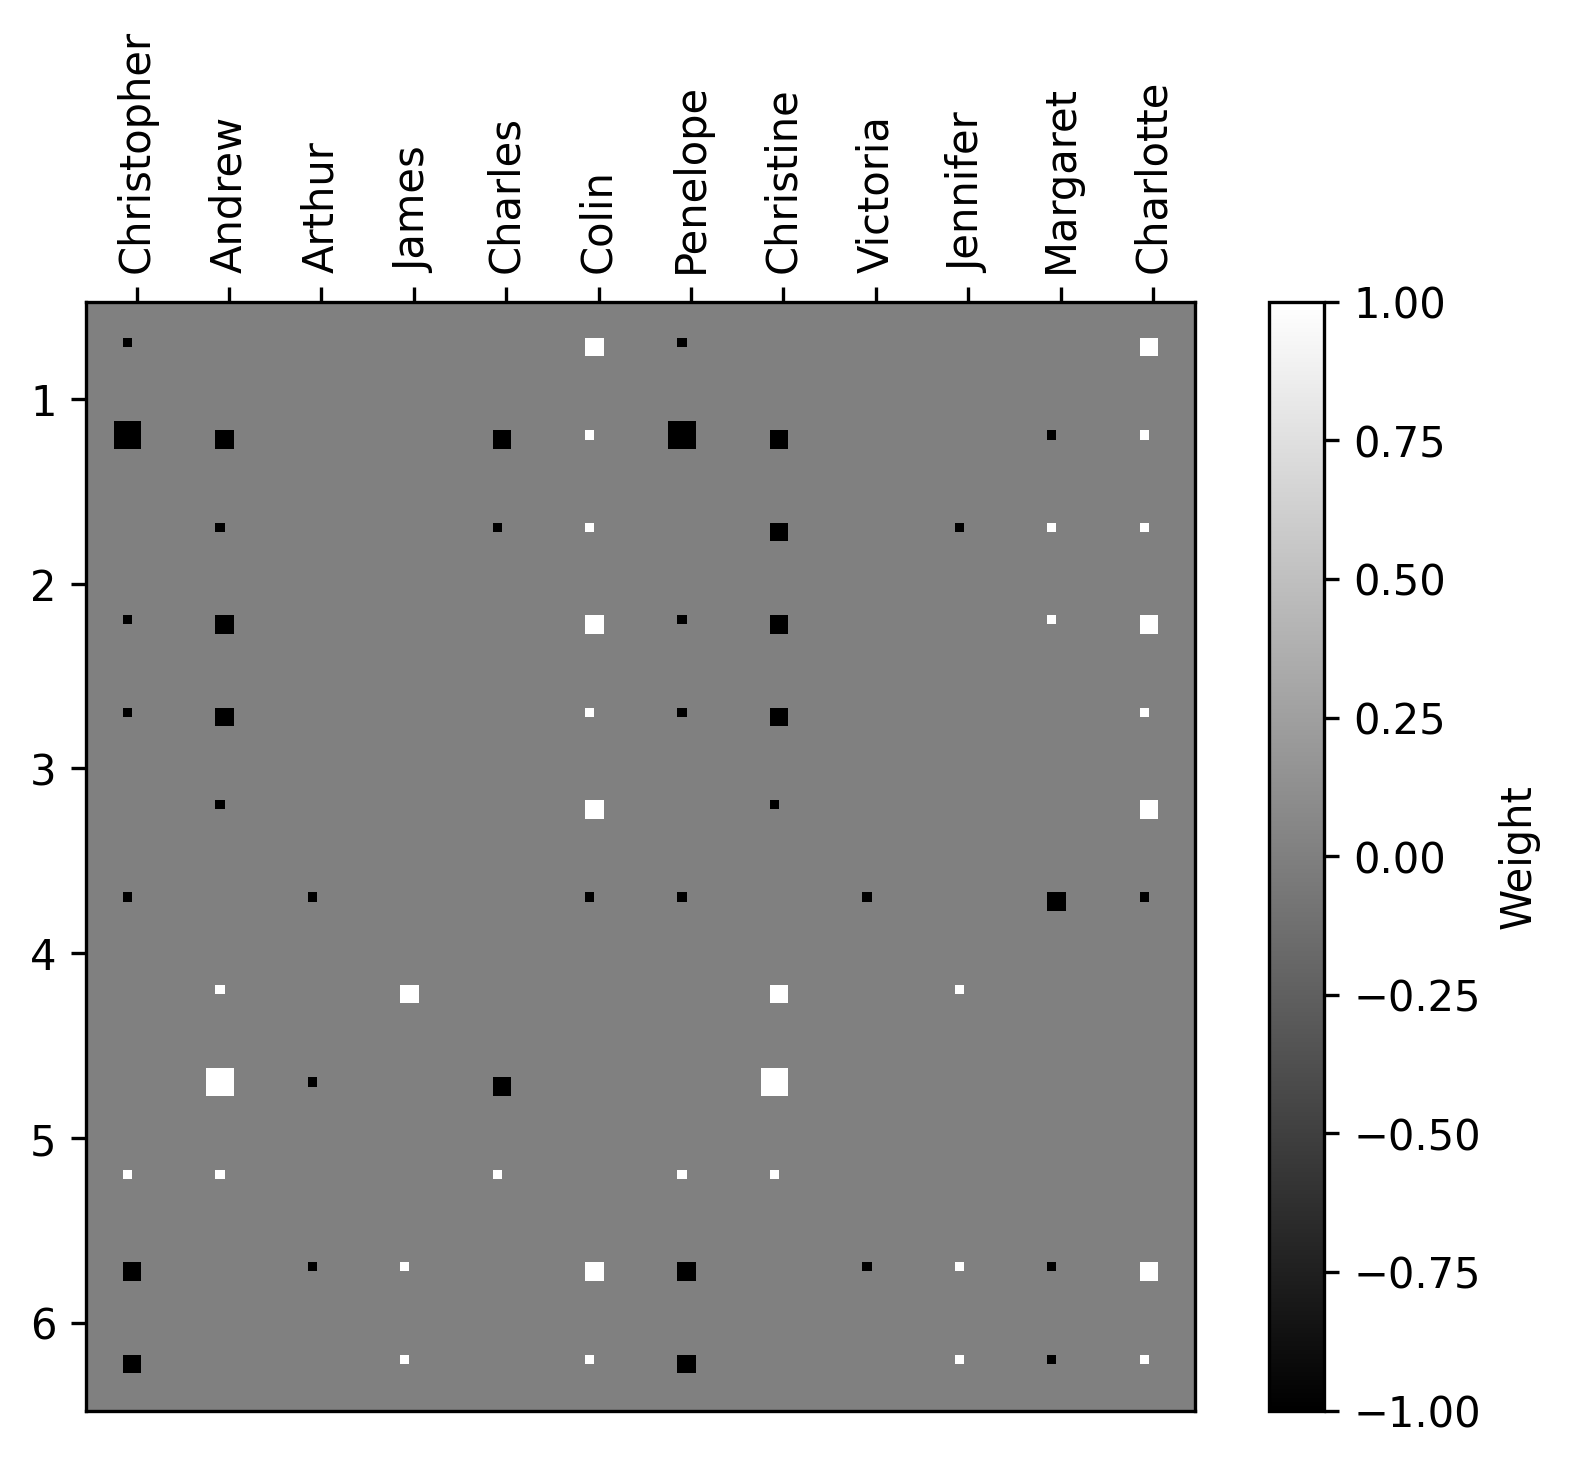 Christopher
Andrew
Arthur
James
Charles
Colin
Penelope
Christine
Victoria
Jennifer
Margaret
Charlotte
1
2
3
4
5
6
1.00
0.75
0.50
0.25
0.00
−0.25
−0.50
−0.75
−1.00
Weight